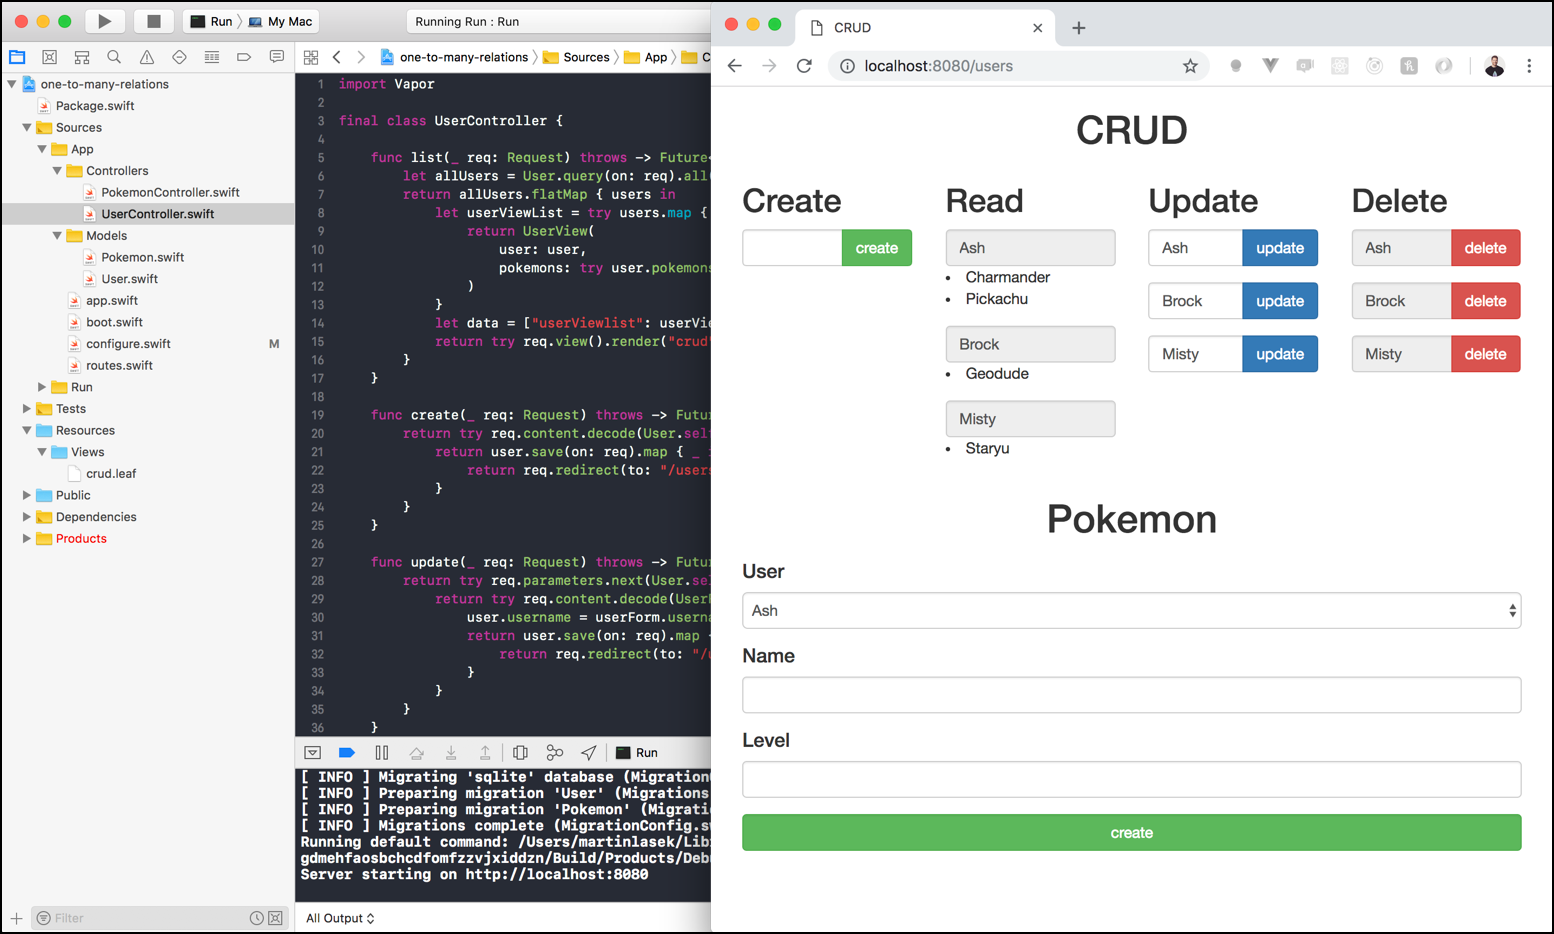 Run
My Mac
Running Run : Run
one-to-many-relations
Sources
App
one-to-many-relations
Package.swift
Sources
App
Controllers
PokemonController.swift
UserController.swift
Models
Pokemon.swift
User.swift
app.swift
boot.swift
configure.swift M
routes.swift
Run
Tests
Resources
Views
crud.leaf
Public
Dependencies
Products
Filter
1 import Vapor
2
3 final class UserController {
4
5 func list(_ req: Request) throws -> Future<
6 let allUsers = User.query(on: req).all(
7 return allUsers.flatMap { users in
8 let userViewList = try users.map {
9 return UserView(
10 user: user,
11 pokemons: try user.pokemons
12 )
13 }
14 let data = ["userViewlist": userVie
15 return try req.view().render("crud"
16 }
17 }
18
19 func create(_ req: Request) throws -> Futu
20 return try req.content.decode(User.sel
21 return user.save(on: req).map { _ 
22 return req.redirect(to: "/users
23 }
24 }
25 }
26
27 func update(_ req: Request) throws -> Futu
28 return try req.parameters.next(User.sel
29 return try req.content.decode(User
30 user.username = userForm.userna
31 return user.save(on: req).map
32 return req.redirect(to: "/u
33 }
34 }
35 }
36 }
Run
[ INFO ] Migrating 'sqlite' database (Migration
[ INFO ] Preparing migration 'User' (Migrations
[ INFO ] Preparing migration 'Pokemon' (Migrati
[ INFO ] Migrations complete (MigrationConfig.sw
Running default command: /Users/martinlasek/Lib
gdmehfaosbchcdfomfzzvjxiddzn/Build/Products/Deb
Server starting on http://localhost:8080
All Output
CRUD
localhost:8080/users
CRUD
Create
create
Read
Ash
• Charmander
• Pickachu
Brock
• Geodude
Misty
• Staryu
Update
Ash update
Brock update
Misty update
Delete
Ash delete
Brock delete
Misty delete
Pokemon
User
Ash
Name
Level
create